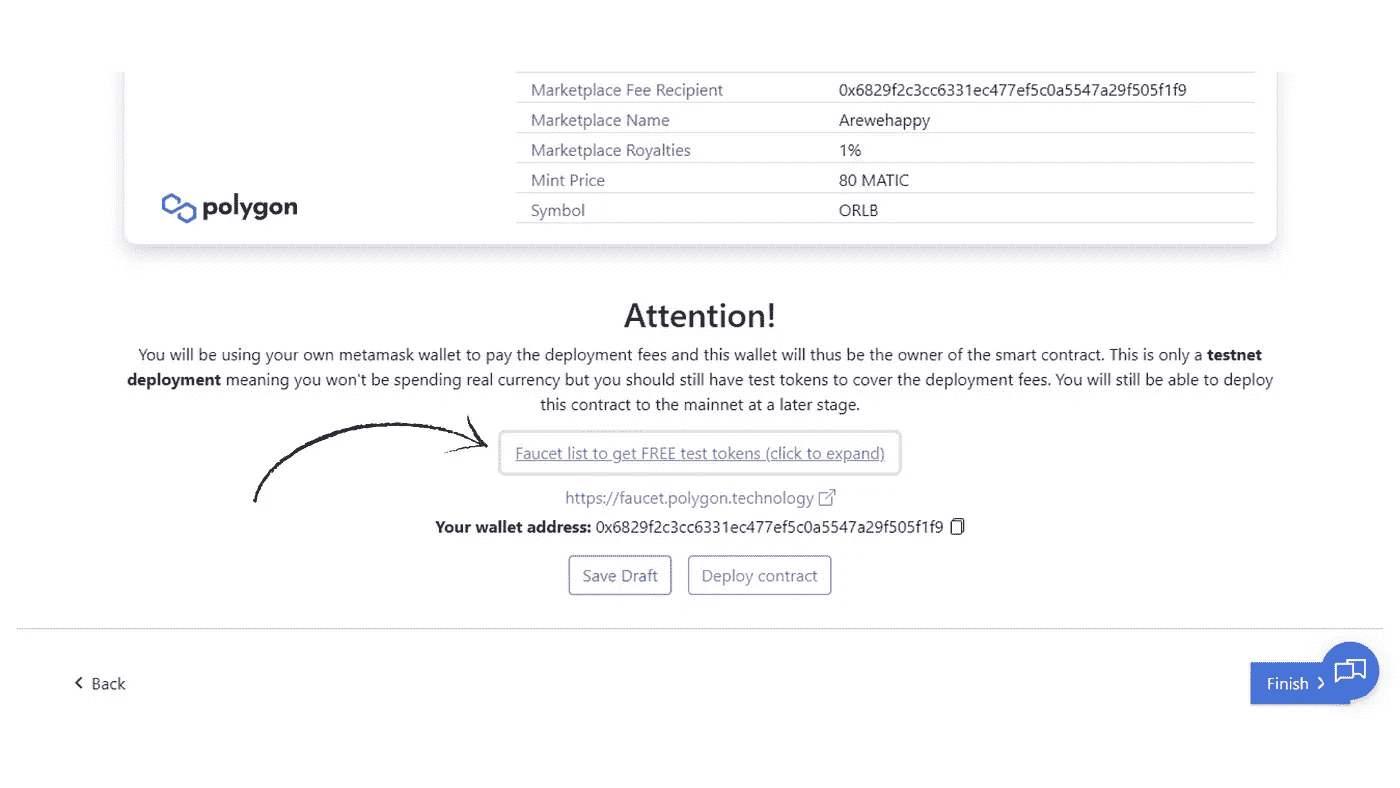 Marketplace Fee Recipient 0x6829f2c3cc6331ec477ef5c0a5547a29f505f1f9
Marketplace Name Arewehappy
Marketplace Royalties 1%
Mint Price 80 MATIC
polygon
Symbol ORLB
Attention!
You will be using your own metamask wallet to pay the deployment fees and this wallet will thus be the owner of the smart contract. This is only a testnet
deployment meaning you won't be spending real currency but you should still have test tokens to cover the deployment fees. You will still be able to deploy
this contract to the mainnet at a later stage.
Faucet list to get FREE test tokens (click to expand)
https://faucet.polygon.technology
Your wallet address: 0x6829f2c3cc6331ec477ef5c0a5547a29f505f1f9
Save Draft Deploy contract
Back Finish